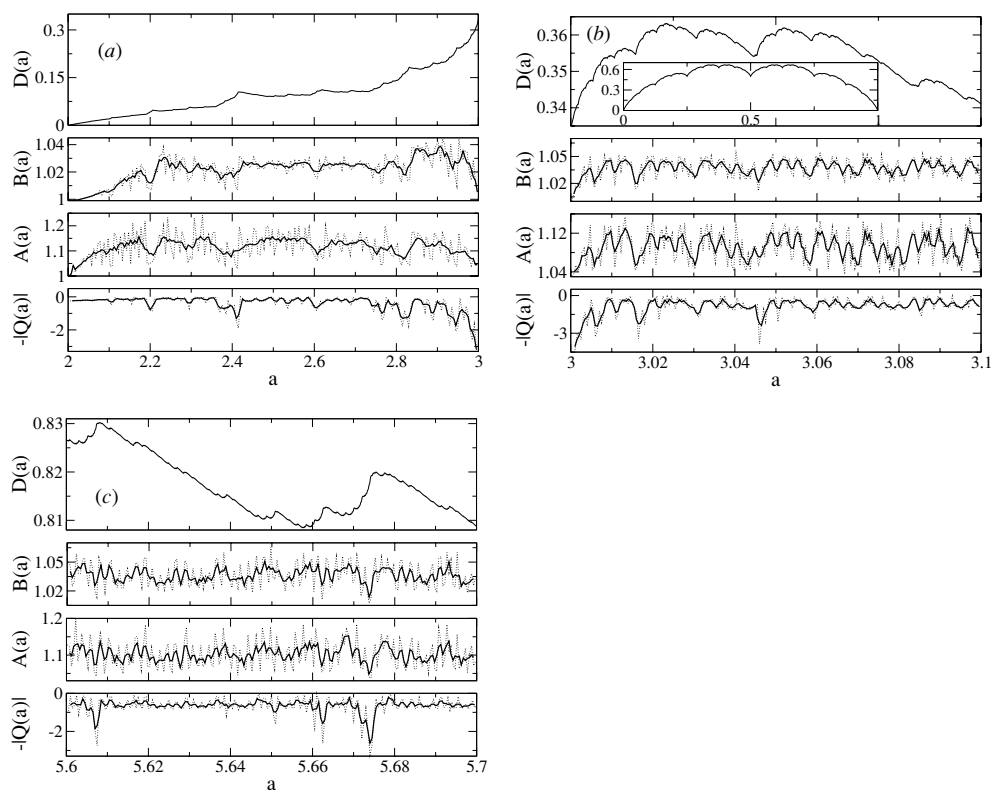 (a)
D(a)
0.3
0.15
0
B(a)
1.04
1.02
1
A(a)
1.2
1.1
1
-|Q(a)|
0
-2
2 2.2 2.4 2.6 2.8 3
a
(b)
D(a)
0.36
0.35
0.34
0.6
0.3
0
0 0.5 1
B(a)
1.05
1.02
A(a)
1.12
1.04
-|Q(a)|
0
-3
3 3.02 3.04 3.06 3.08 3.1
a
(c)
D(a)
0.83
0.82
0.81
B(a)
1.05
1.02
A(a)
1.2
1.1
-|Q(a)|
0
-2
5.6 5.62 5.64 5.66 5.68 5.7
a